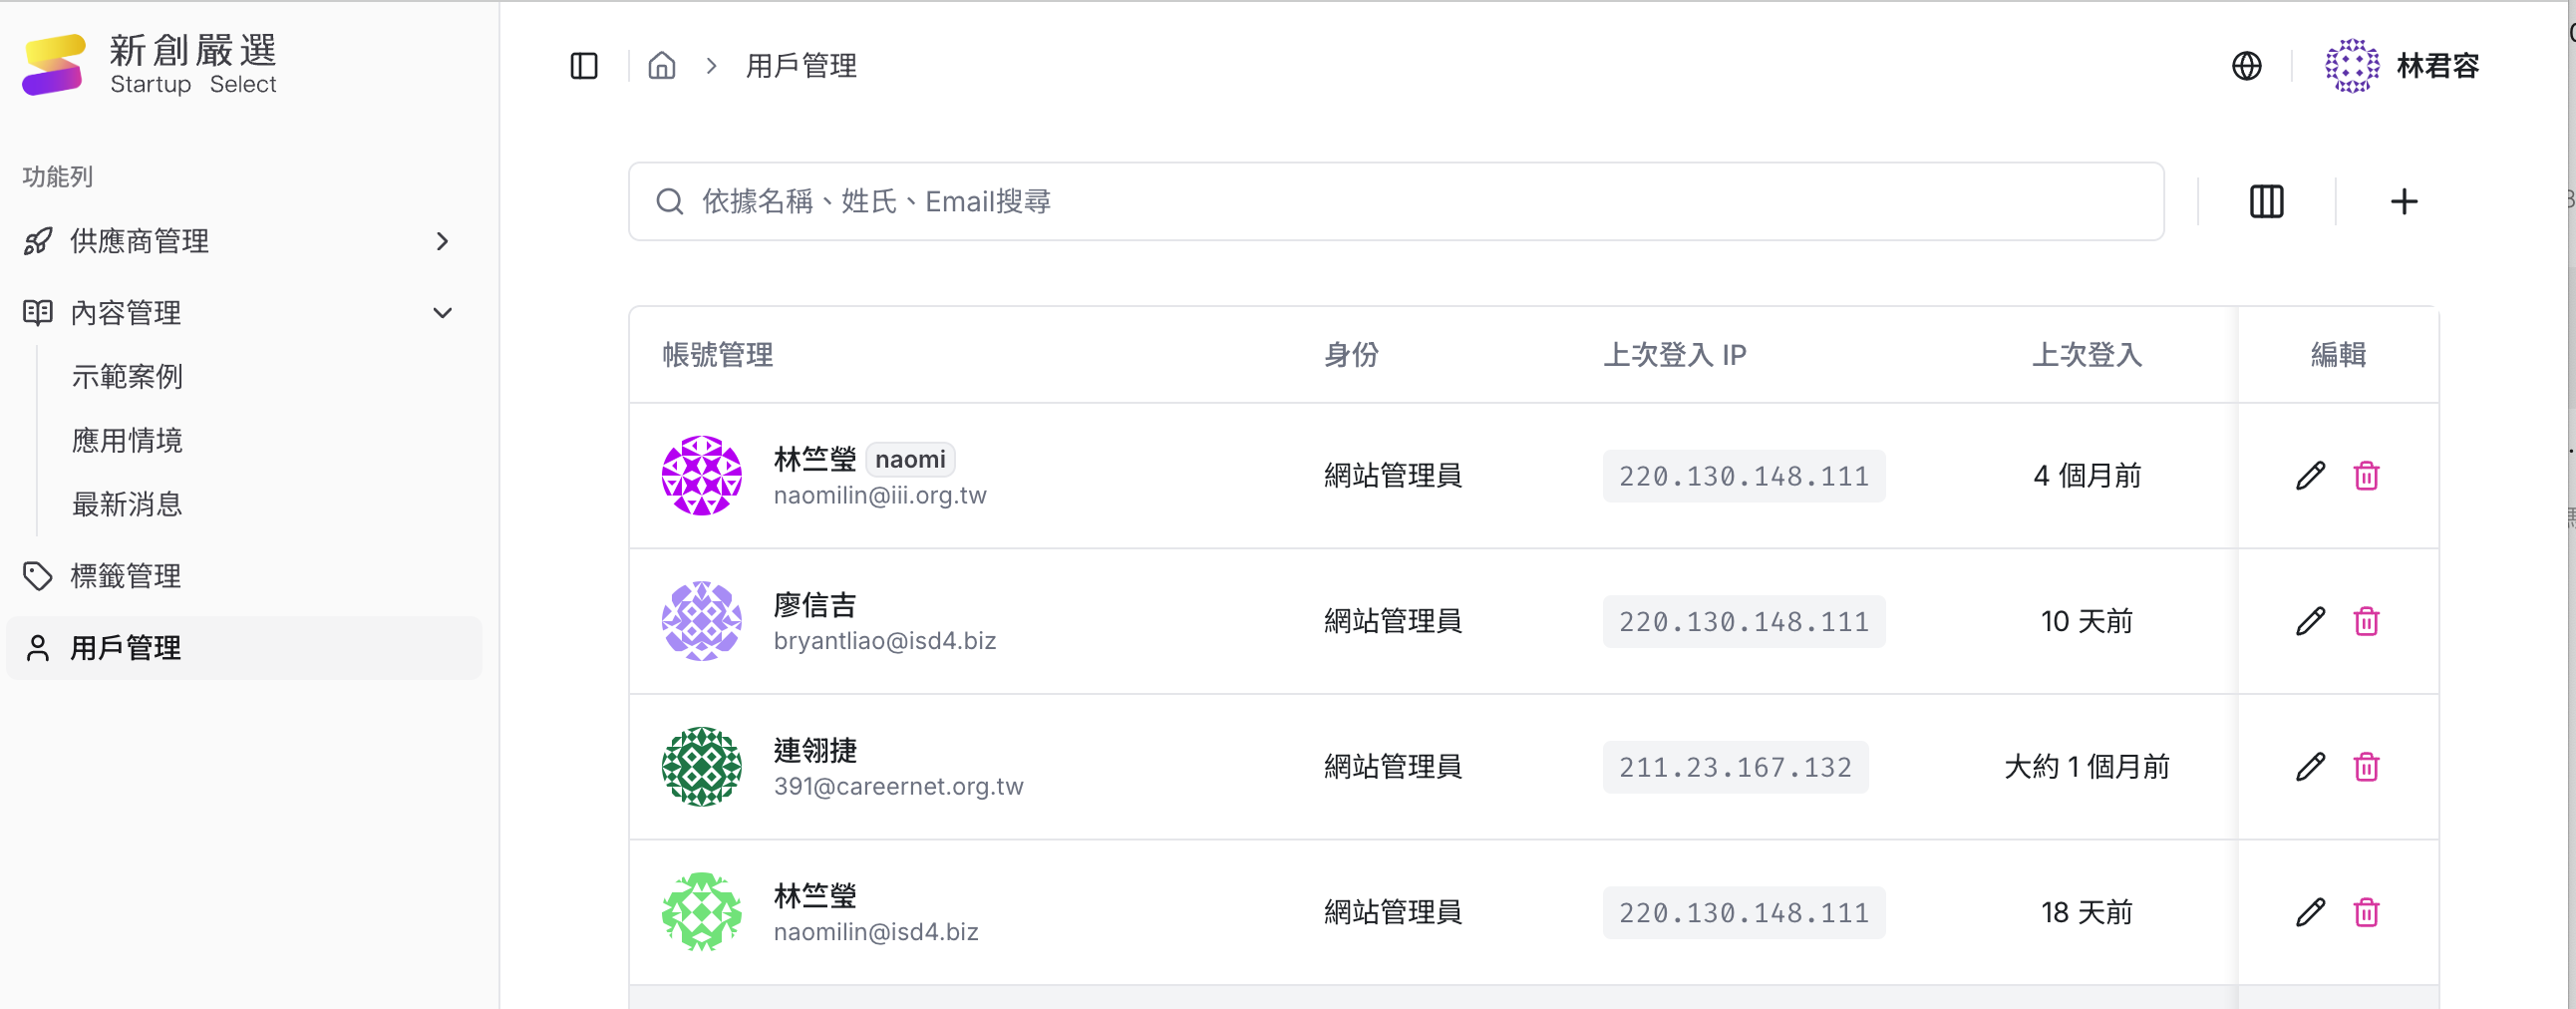 新創嚴選
Startup Select
功能列
供應商管理
內容管理
示範案例
應用情境
最新消息
標籤管理
用戶管理
用戶管理
林君容
依據名稱、姓氏、Email搜尋
帳號管理 身份 上次登入 IP 上次登入 編輯
林竺瑩 naomi
naomilin@iii.org.tw
網站管理員 220.130.148.111 4 個月前
廖信吉
bryantliao@isd4.biz
網站管理員 220.130.148.111 10 天前
連翎捷
391@careernet.org.tw
網站管理員 211.23.167.132 大約 1 個月前
林竺瑩
naomilin@isd4.biz
網站管理員 220.130.148.111 18 天前